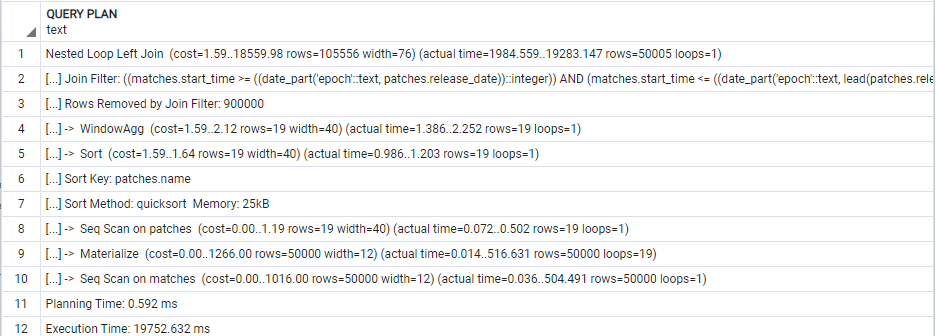 QUERY PLAN
text
1 Nested Loop Left Join (cost=1.59..18559.98 rows=105556 width=76) (actual time=1984.559..19283.147 rows=50005 loops=1)
2 [...] Join Filter: ((matches.start_time >= ((date_part('epoch'::text, patches.release_date))::integer)) AND (matches.start_time <= ((date_part('epoch'::text, lead(patches.rele
3 [...] Rows Removed by Join Filter: 900000
4 [...] -> WindowAgg (cost=1.59..2.12 rows=19 width=40) (actual time=1.386..2.252 rows=19 loops=1)
5 [...] -> Sort (cost=1.59..1.64 rows=19 width=40) (actual time=0.986..1.203 rows=19 loops=1)
6 [...] Sort Key: patches.name
7 [...] Sort Method: quicksort Memory: 25kB
8 [...] -> Seq Scan on patches (cost=0.00..1.19 rows=19 width=40) (actual time=0.072..0.502 rows=19 loops=1)
9 [...] -> Materialize (cost=0.00..1266.00 rows=50000 width=12) (actual time=0.014..516.631 rows=50000 loops=19)
10 [...] -> Seq Scan on matches (cost=0.00..1016.00 rows=50000 width=12) (actual time=0.036..504.491 rows=50000 loops=1)
11 Planning Time: 0.592 ms
12 Execution Time: 19752.632 ms